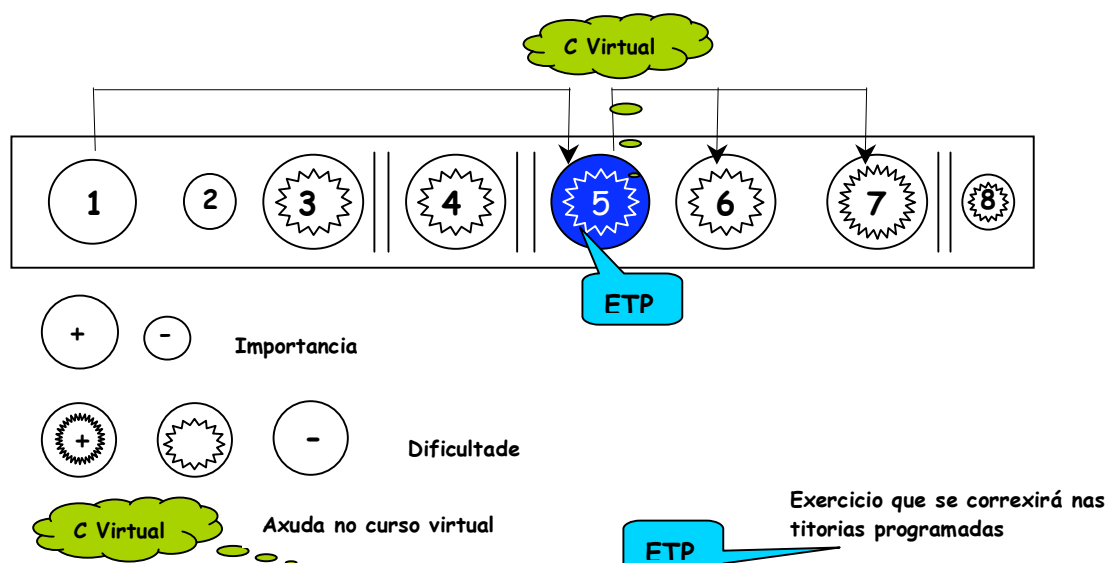 C Virtual
1 2 3 4 5 6 7 8
ETP
+ - Importancia
+ - Dificultade
C Virtual
Axuda no curso virtual
ETP
Exercicio que se correxirá nas
titorias programadas